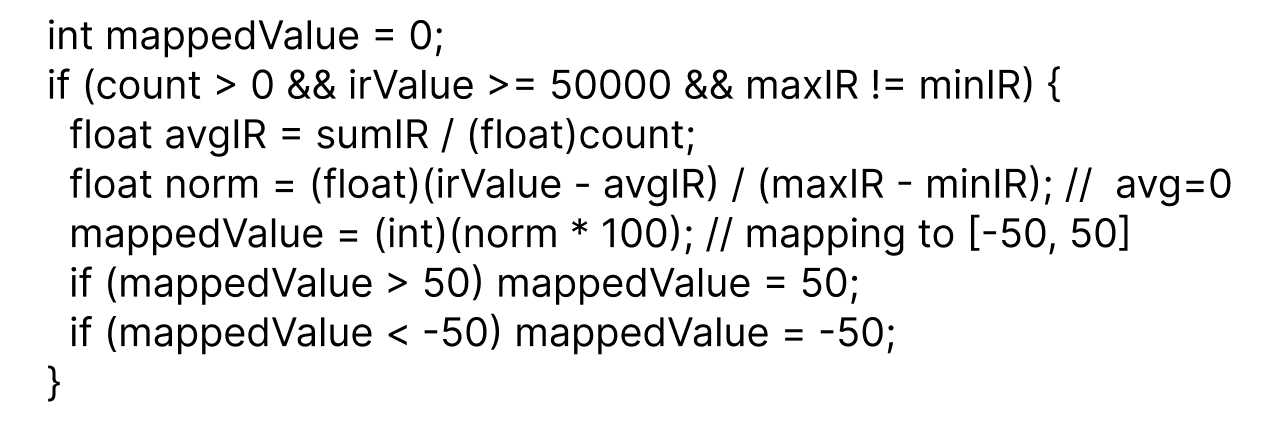 int mappedValue = 0;
if (count > 0 && irValue >= 50000 && maxIR != minIR) {
  float avgIR = sumIR / (float)count;
  float norm = (float)(irValue - avgIR) / (maxIR - minIR); //  avg=0
  mappedValue = (int)(norm * 100); // mapping to [-50, 50]
  if (mappedValue > 50) mappedValue = 50;
  if (mappedValue < -50) mappedValue = -50;
}